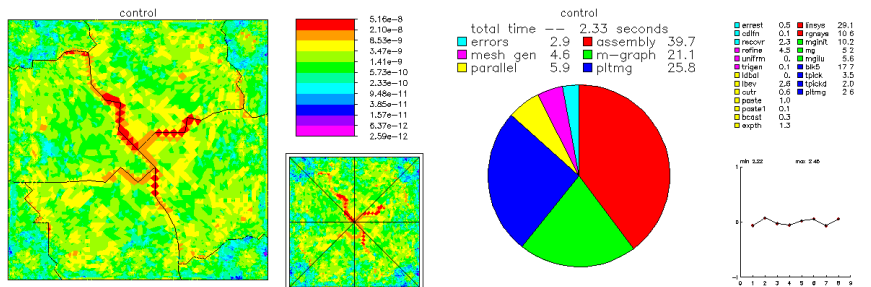 control
5.16e-8
2.10e-8
8.53e-9
3.47e-9
1.41e-9
5.73e-10
2.33e-10
9.48e-11
3.85e-11
1.57e-11
6.37e-12
2.59e-12
control
total time -- 2.33 seconds
errors 2.9 assembly 39.7
mesh gen 4.6 m-graph 21.1
parallel 5.9 pltmg 25.8
errest 0.5 linsys 29.1
cdlfn 0.1 rgnsys 10.6
recovr 2.3 mginit 10.2
refine 4.5 mg 5.2
unifrm 0. mgilu 5.6
trigen 0.1 blk5 17.7
ldbal 0. tpick 3.5
lbev 2.6 tpickd 2.0
cutr 0.6 pltmg 2.6
paste 1.0
paste1 0.1
bcast 0.3
expth 1.3
min 2.22 max 2.46
1
0
-1
0 1 2 3 4 5 6 7 8 9